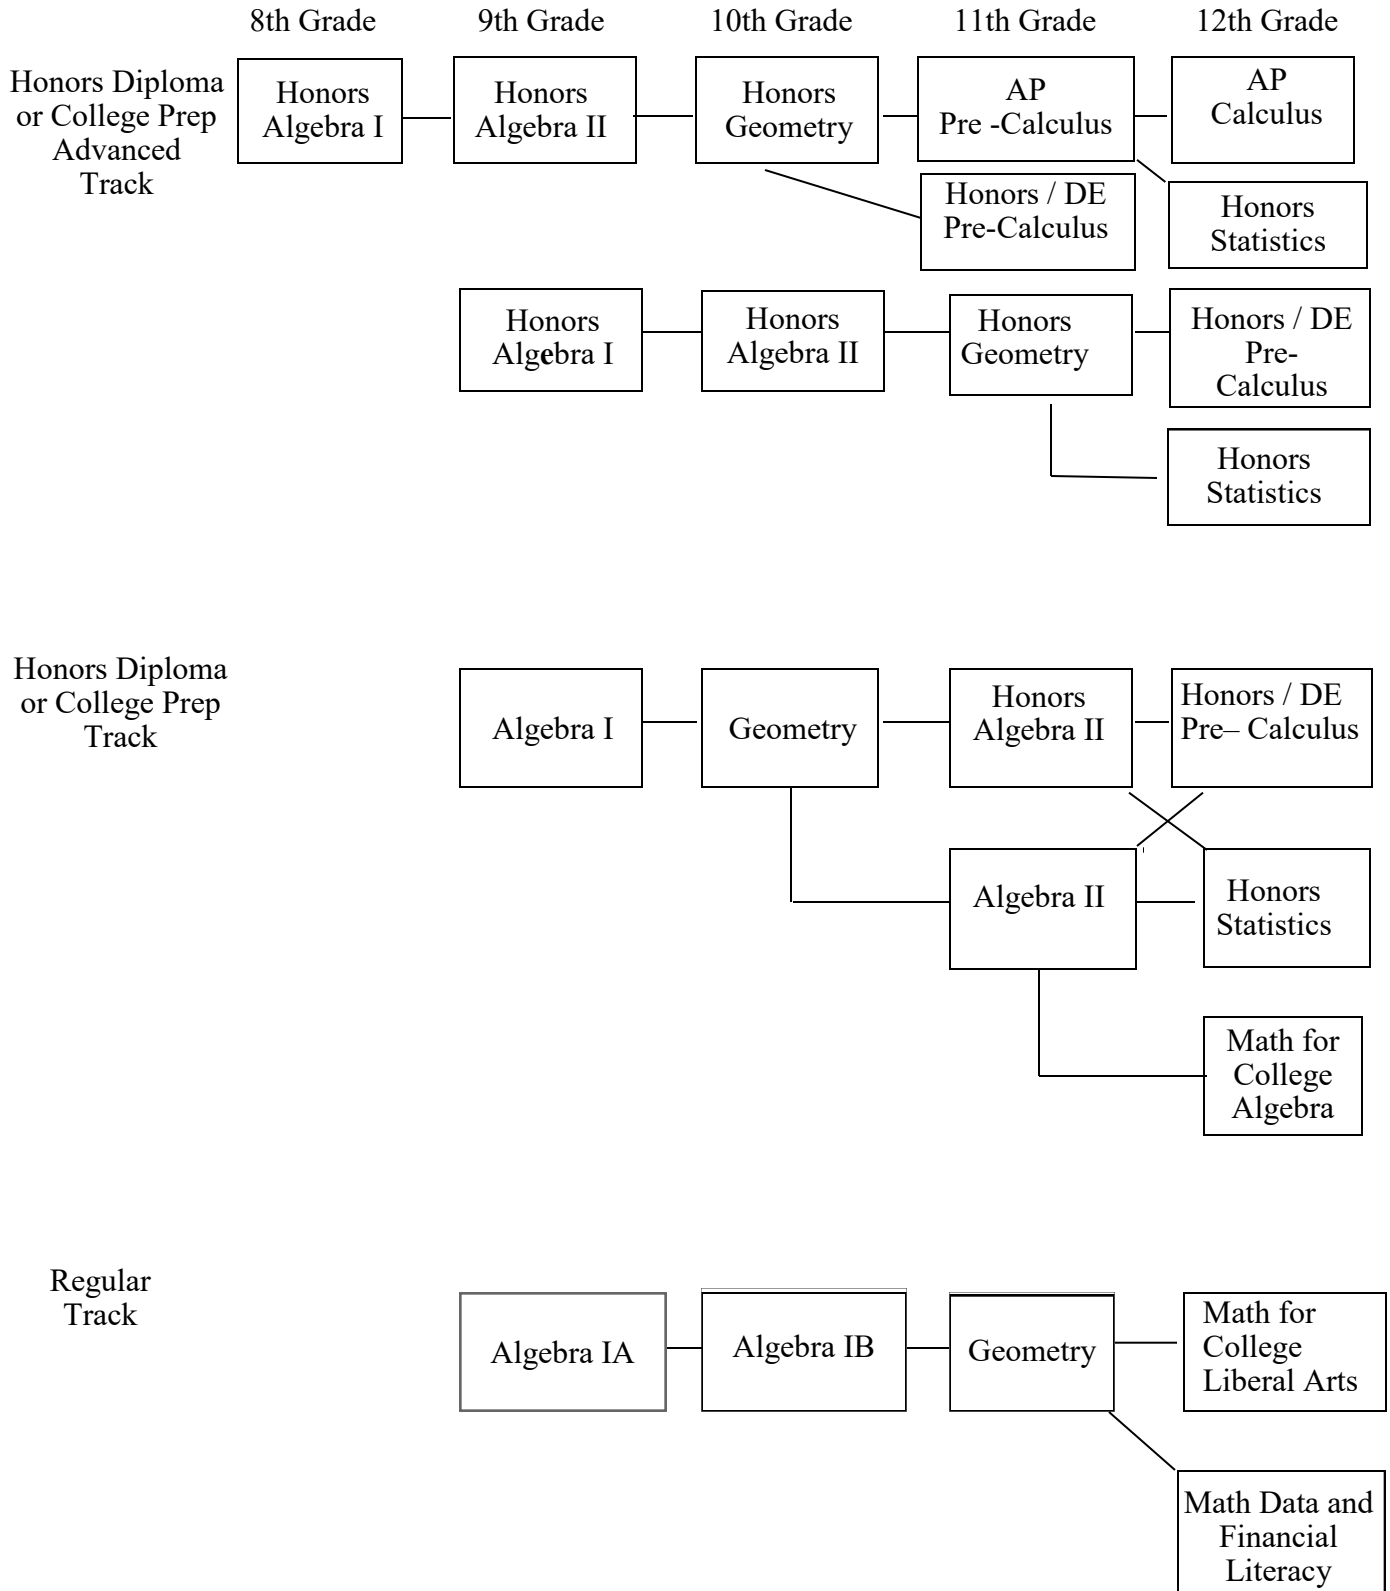 8th Grade 9th Grade 10th Grade 11th Grade 12th Grade
Honors Diploma
or College Prep
Advanced
Track
Honors
Algebra I
Honors
Algebra II
Honors
Geometry
AP
Pre -Calculus
AP
Calculus
Honors / DE
Pre-Calculus
Honors
Statistics
Honors
Algebra I
Honors
Algebra II
Honors
Geometry
Honors / DE
Pre-
Calculus
Honors
Statistics
Honors Diploma
or College Prep
Track
Algebra I
Geometry
Honors
Algebra II
Honors / DE
Pre– Calculus
Algebra II
Honors
Statistics
Math for
College
Algebra
Regular
Track
Algebra IA
Algebra IB
Geometry
Math for
College
Liberal Arts
Math Data and
Financial
Literacy